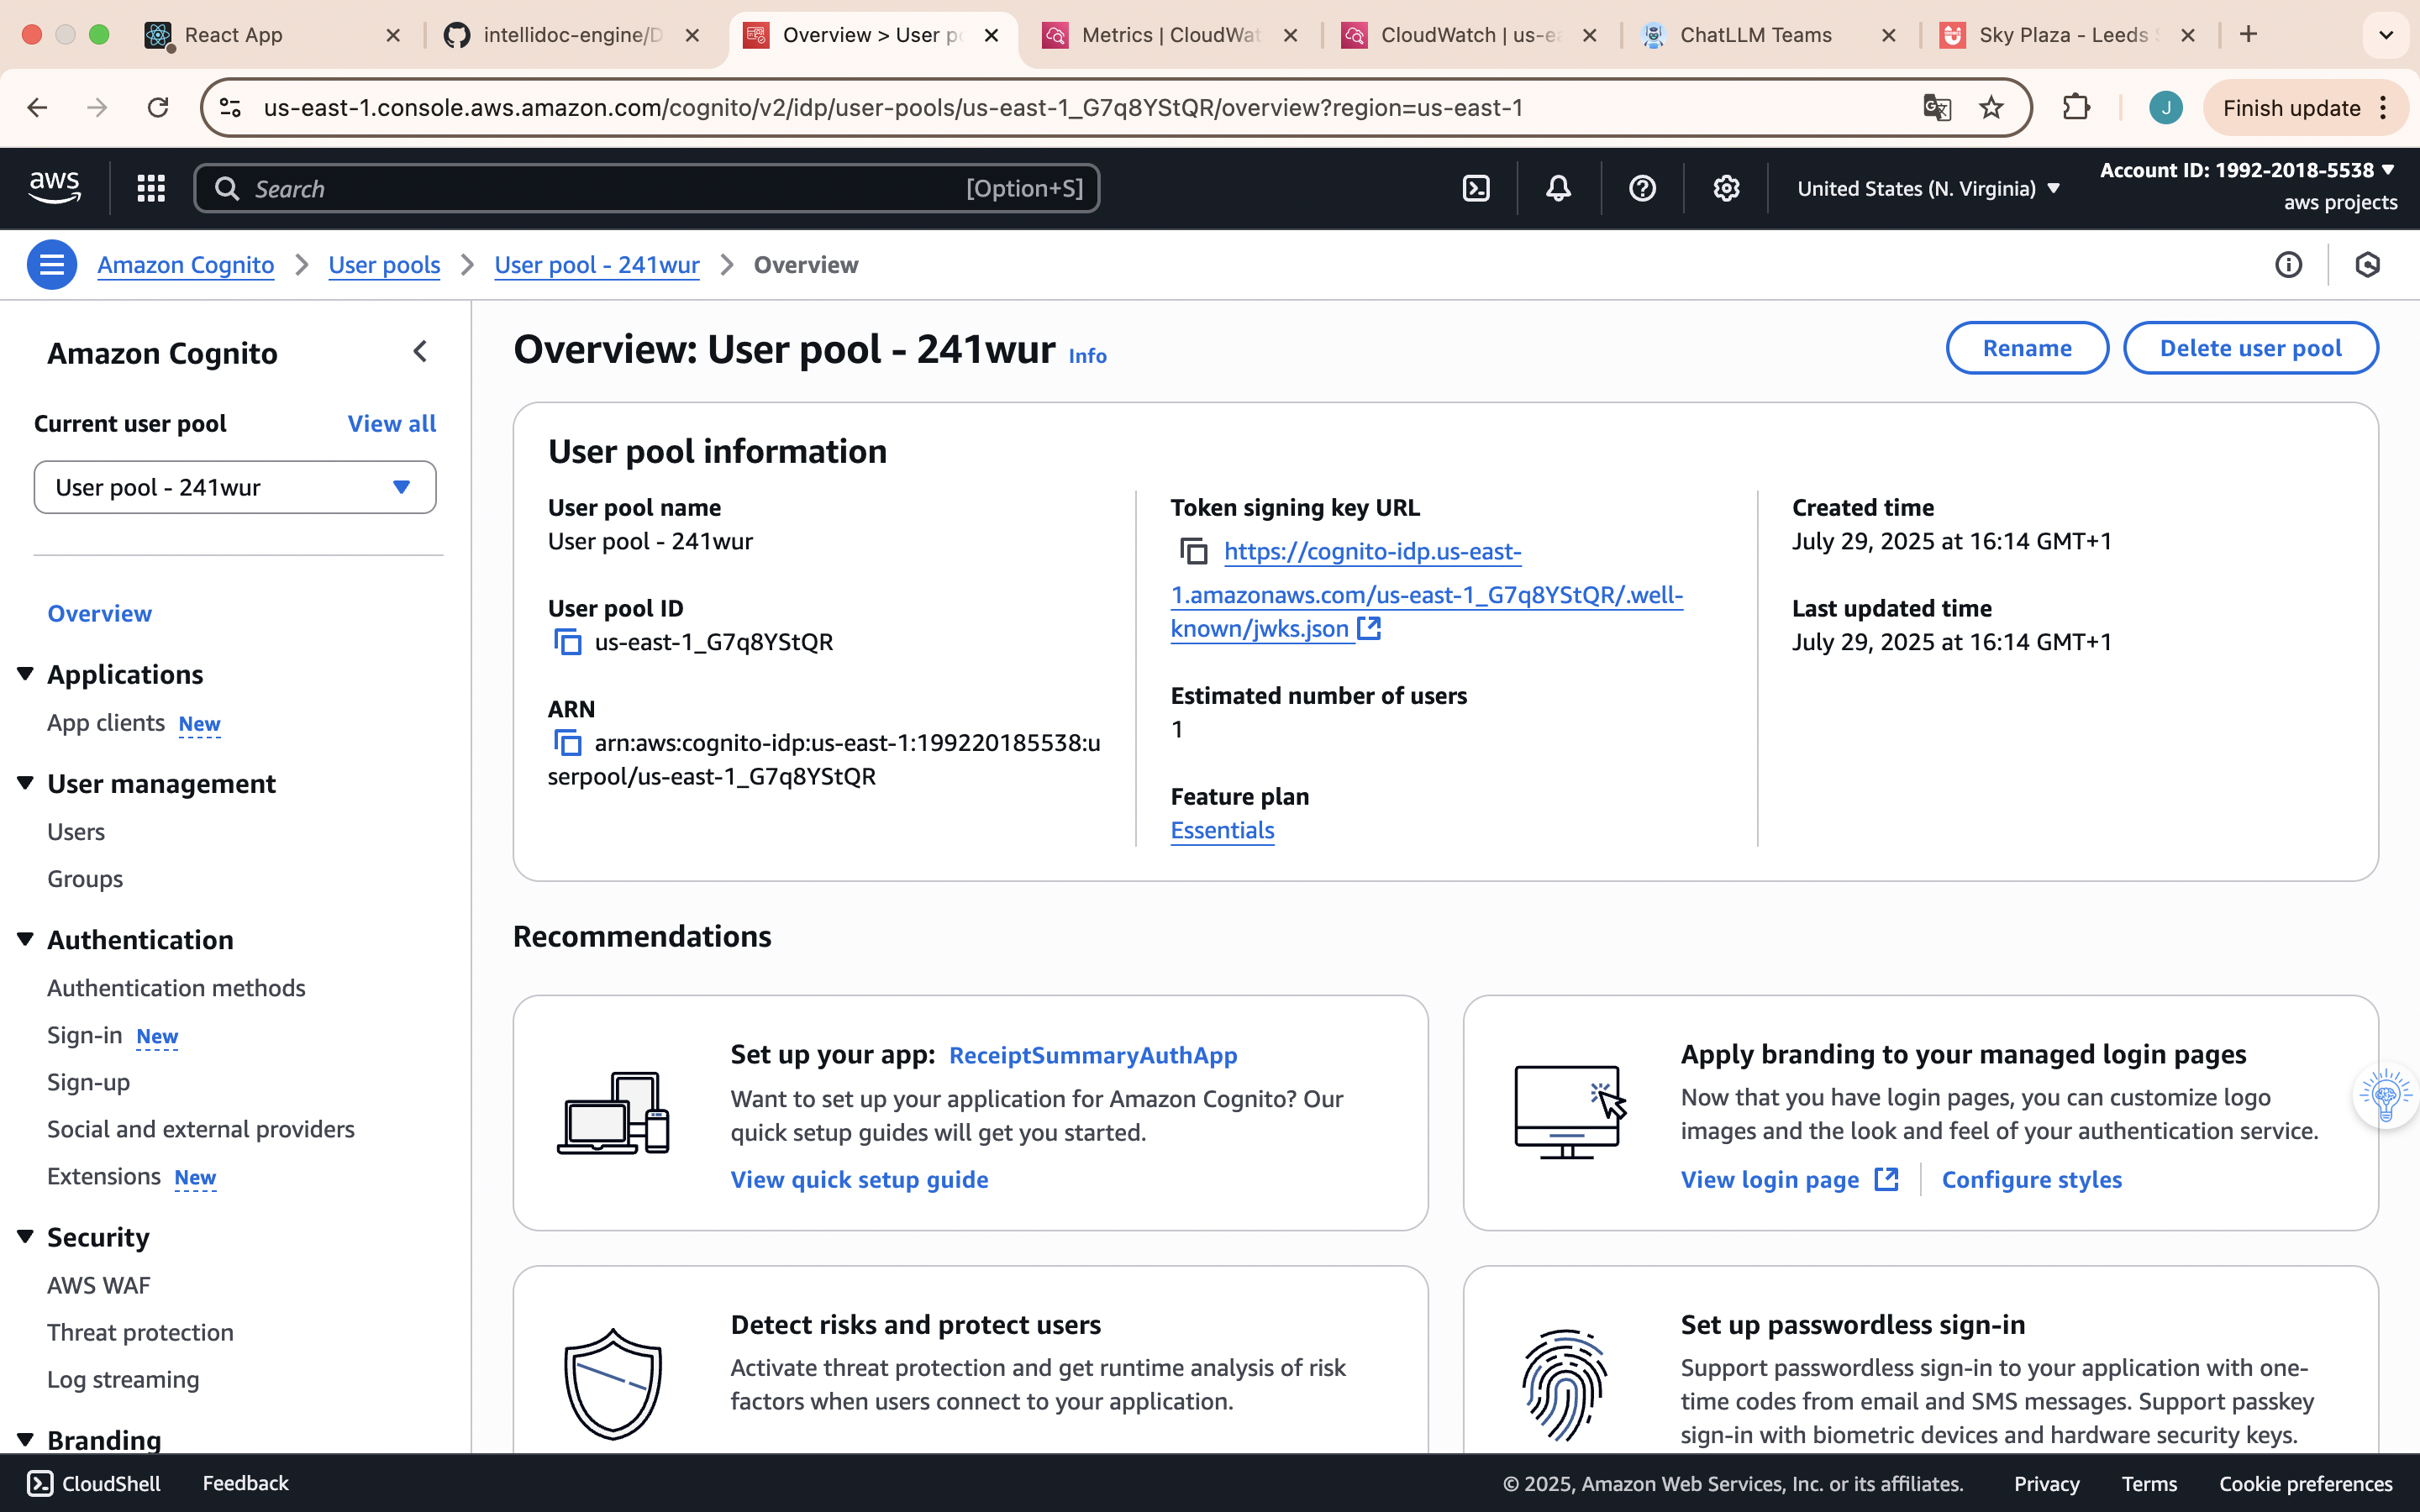 React App
intellidoc-engine/D
Overview > User p
Metrics | CloudWat
CloudWatch | us-ea
ChatLLM Teams
Sky Plaza - Leeds
us-east-1.console.aws.amazon.com/cognito/v2/idp/user-pools/us-east-1_G7q8YStQR/overview?region=us-east-1
J
Finish update
aws
Search
[Option+S]
United States (N. Virginia)
Account ID: 1992-2018-5538
aws projects
Amazon Cognito
User pools
User pool - 241wur
Overview
Amazon Cognito
Current user pool
View all
User pool - 241wur
Overview
Applications
App clients New
User management
Users
Groups
Authentication
Authentication methods
Sign-in New
Sign-up
Social and external providers
Extensions New
Security
AWS WAF
Threat protection
Log streaming
Branding
Overview: User pool - 241wur Info
Rename
Delete user pool
User pool information
User pool name
User pool - 241wur
User pool ID
us-east-1_G7q8YStQR
ARN
arn:aws:cognito-idp:us-east-1:199220185538:u
serpool/us-east-1_G7q8YStQR
Token signing key URL
https://cognito-idp.us-east-
1.amazonaws.com/us-east-1_G7q8YStQR/.well-
known/jwks.json
Estimated number of users
1
Feature plan
Essentials
Created time
July 29, 2025 at 16:14 GMT+1
Last updated time
July 29, 2025 at 16:14 GMT+1
Recommendations
Set up your app: ReceiptSummaryAuthApp
Want to set up your application for Amazon Cognito? Our
quick setup guides will get you started.
View quick setup guide
Apply branding to your managed login pages
Now that you have login pages, you can customize logo
images and the look and feel of your authentication service.
View login page
Configure styles
Detect risks and protect users
Activate threat protection and get runtime analysis of risk
factors when users connect to your application.
Set up passwordless sign-in
Support passwordless sign-in to your application with one-
time codes from email and SMS messages. Support passkey
sign-in with biometric devices and hardware security keys.
CloudShell
Feedback
© 2025, Amazon Web Services, Inc. or its affiliates.
Privacy
Terms
Cookie preferences